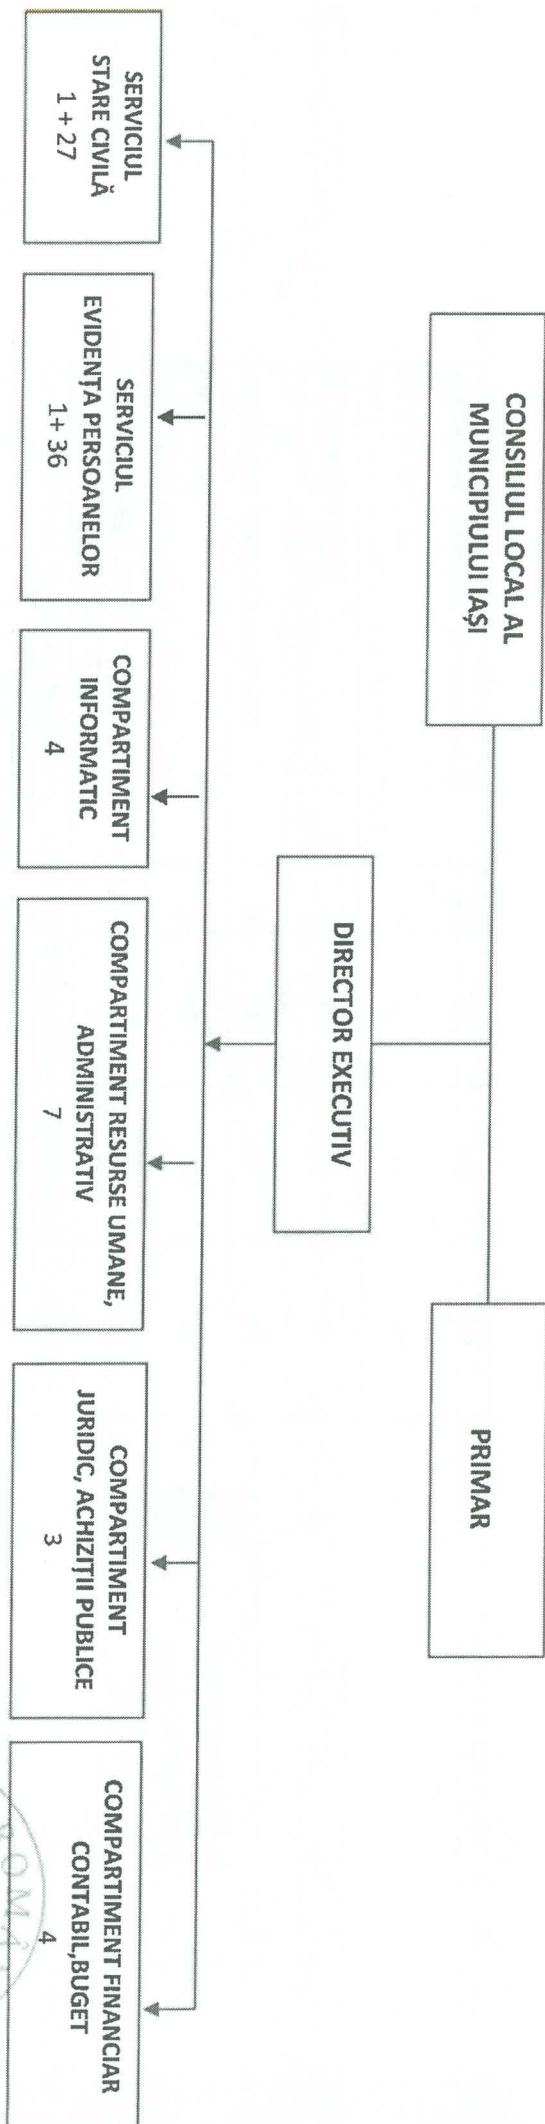 CONSILIUL LOCAL AL
MUNICIPIULUI IAȘI
PRIMAR
DIRECTOR EXECUTIV
SERVICIUL
STARE CIVILĂ
1 + 27
SERVICIUL
EVIDENȚA PERSOANELOR
1+ 36
COMPARTIMENT
INFORMATIC
4
COMPARTIMENT RESURSE UMANE,
ADMINISTRATIV
7
COMPARTIMENT
JURIDIC, ACHIZIȚII PUBLICE
3
COMPARTIMENT FINANCIAR
CONTABIL,BUGET
4